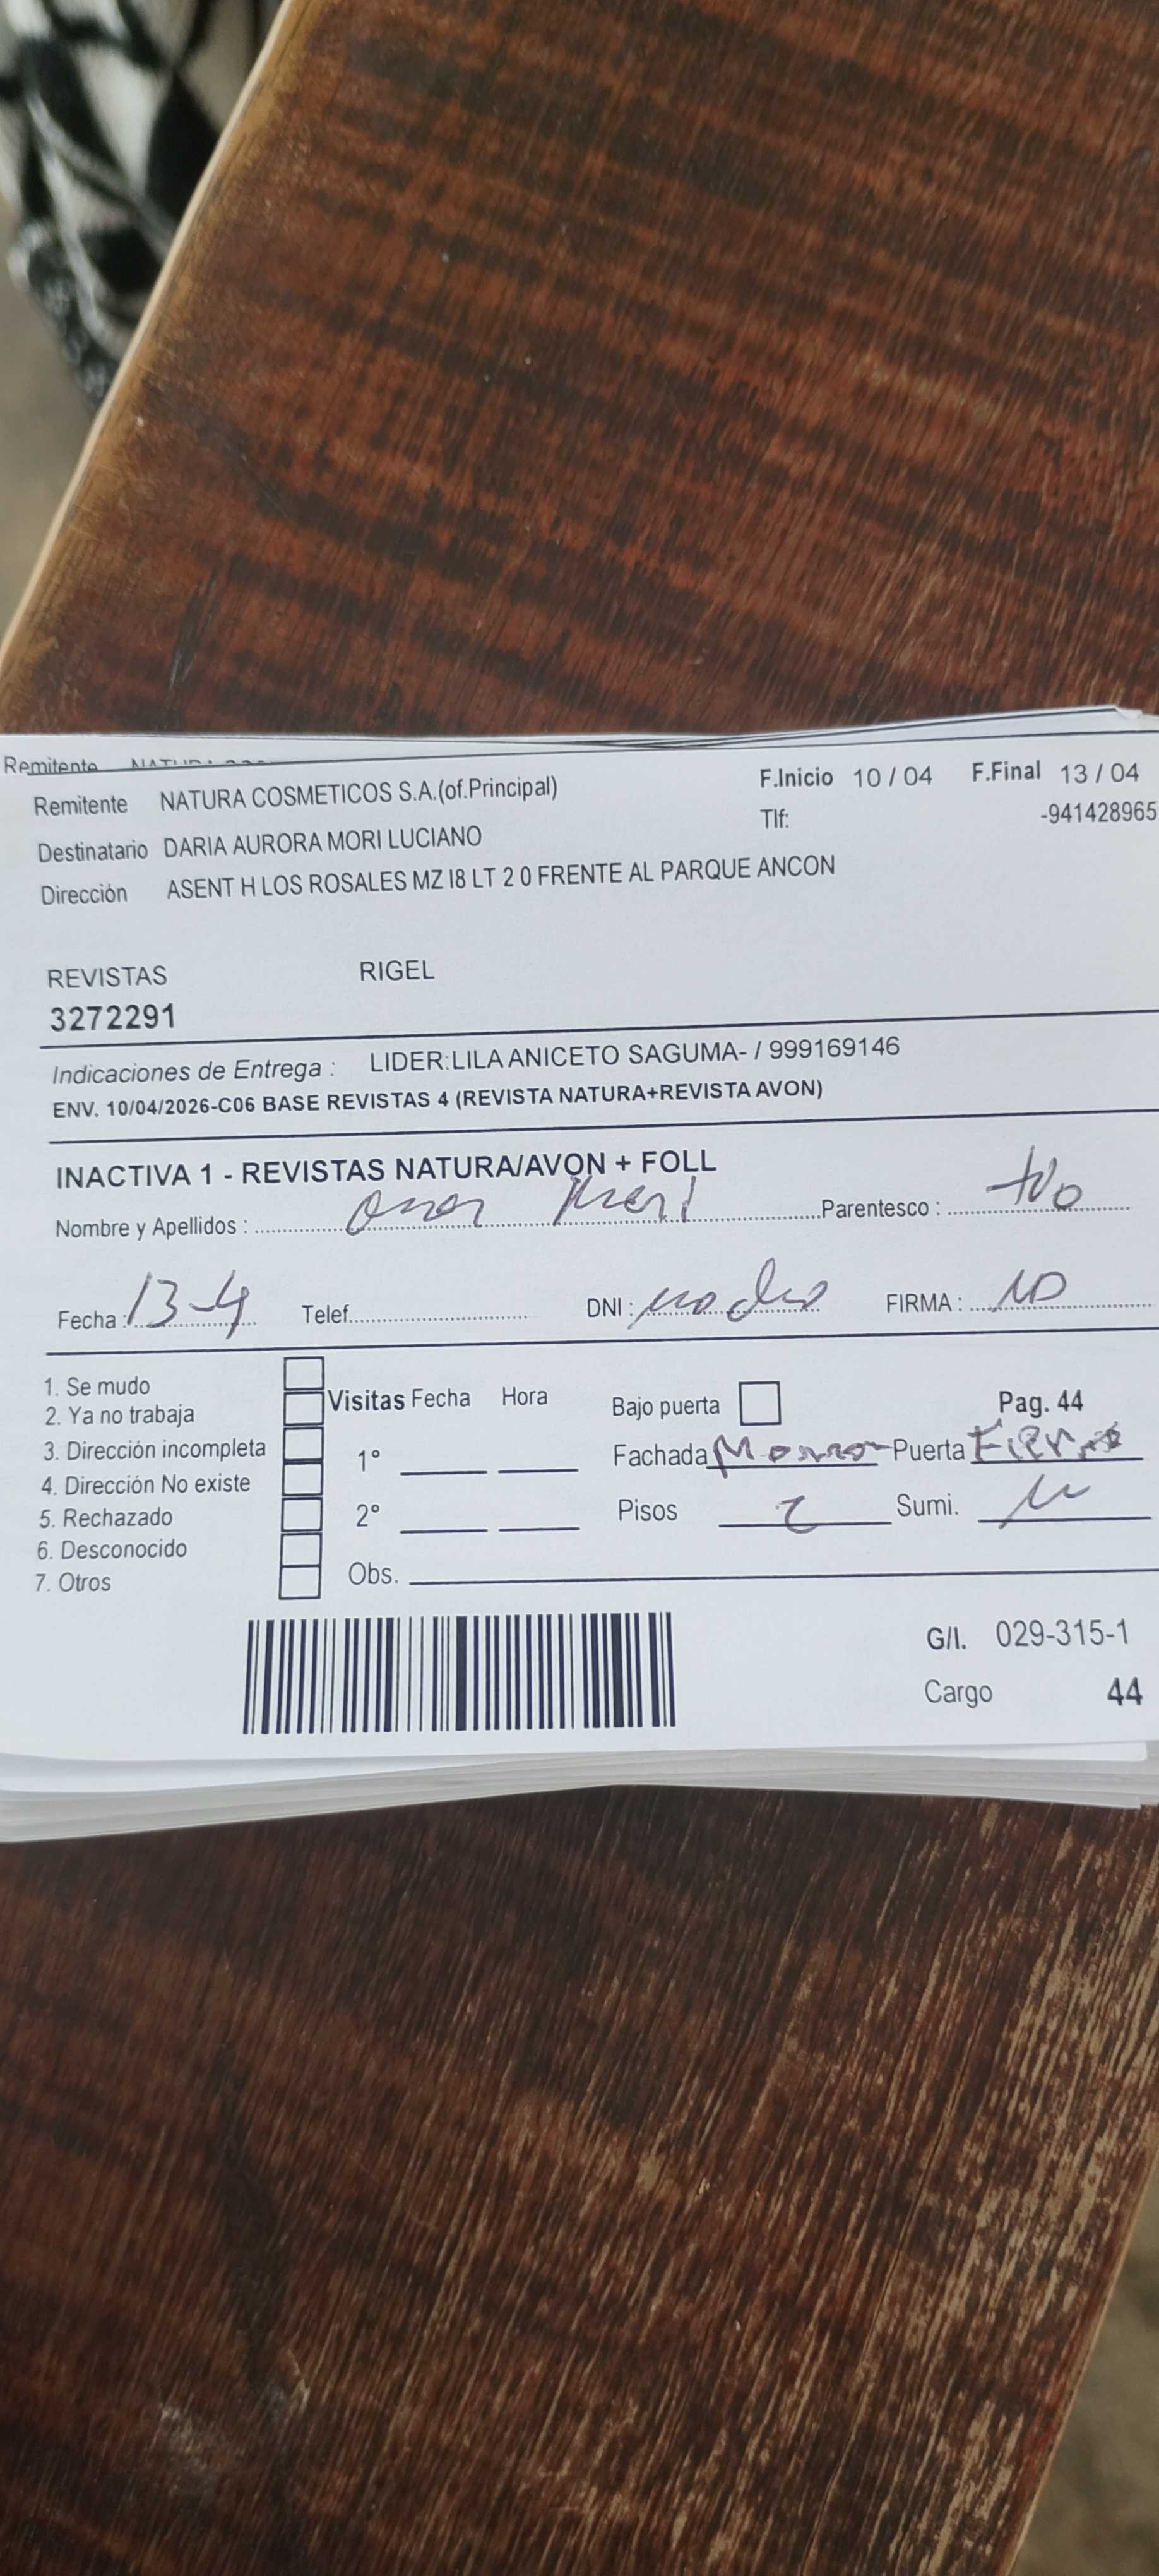 Remitente
Remitente NATURA COSMETICOS S.A.(of.Principal) F.Inicio 10 / 04 F.Final 13 / 04
Destinatario DARIA AURORA MORI LUCIANO Tlf: -941428965
Dirección ASENT H LOS ROSALES MZ I8 LT 2 0 FRENTE AL PARQUE ANCON
REVISTAS RIGEL
3272291
Indicaciones de Entrega : LIDER:LILA ANICETO SAGUMA- / 999169146
ENV. 10/04/2026-C06 BASE REVISTAS 4 (REVISTA NATURA+REVISTA AVON)
INACTIVA 1 - REVISTAS NATURA/AVON + FOLL
Nombre y Apellidos : Parentesco :
Fecha : 13-4 Telef. DNI : FIRMA :
1. Se mudo
2. Ya no trabaja Visitas Fecha Hora Bajo puerta Pag. 44
3. Dirección incompleta 1° Fachada Puerta
4. Dirección No existe
5. Rechazado 2° Pisos 2 Sumi.
6. Desconocido
7. Otros Obs.
G/I. 029-315-1
Cargo 44